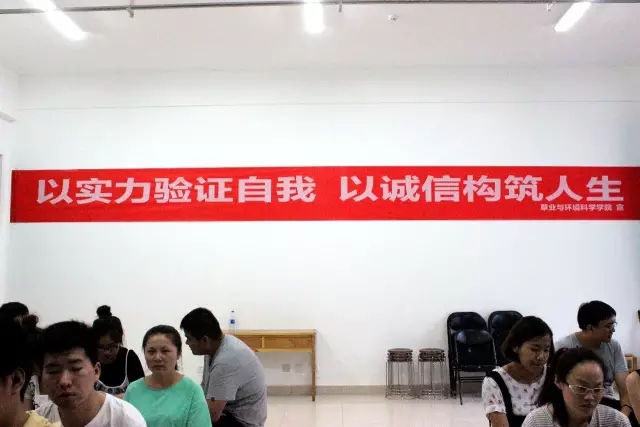 以实力验证自我 以诚信构筑人生
草业与环境科学学院 宣